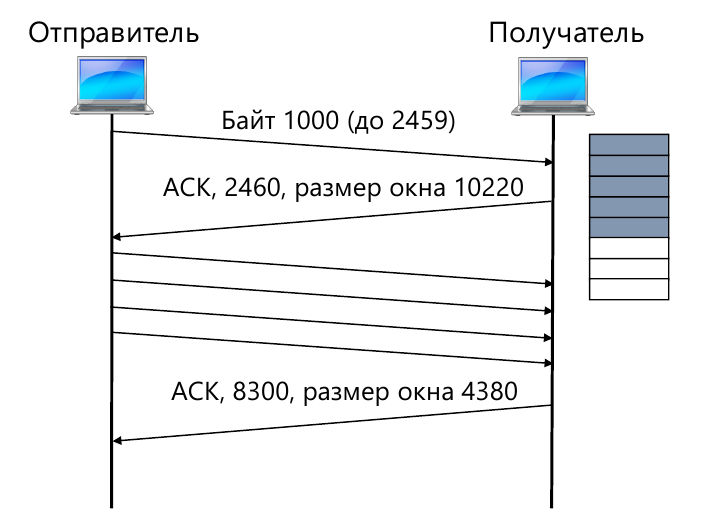 Отправитель
Получатель
Байт 1000 (до 2459)
ACK, 2460, размер окна 10220
ACK, 8300, размер окна 4380